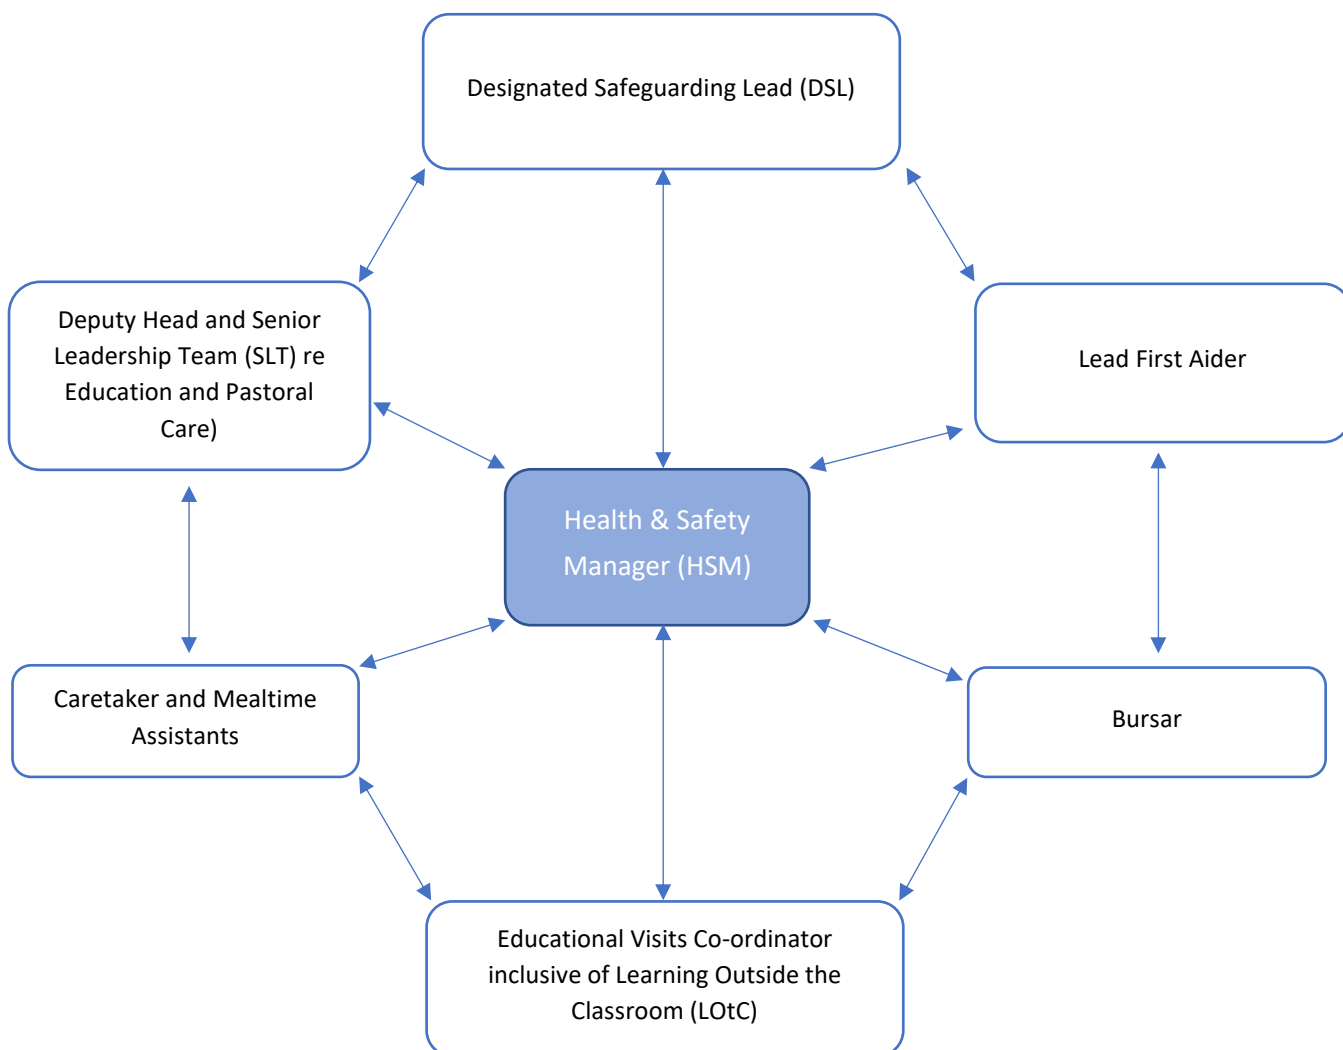 Designated Safeguarding Lead (DSL)
Deputy Head and Senior
Leadership Team (SLT) re
Education and Pastoral
Care)
Lead First Aider
Health & Safety
Manager (HSM)
Caretaker and Mealtime
Assistants
Bursar
Educational Visits Co-ordinator
inclusive of Learning Outside the
Classroom (LOtC)